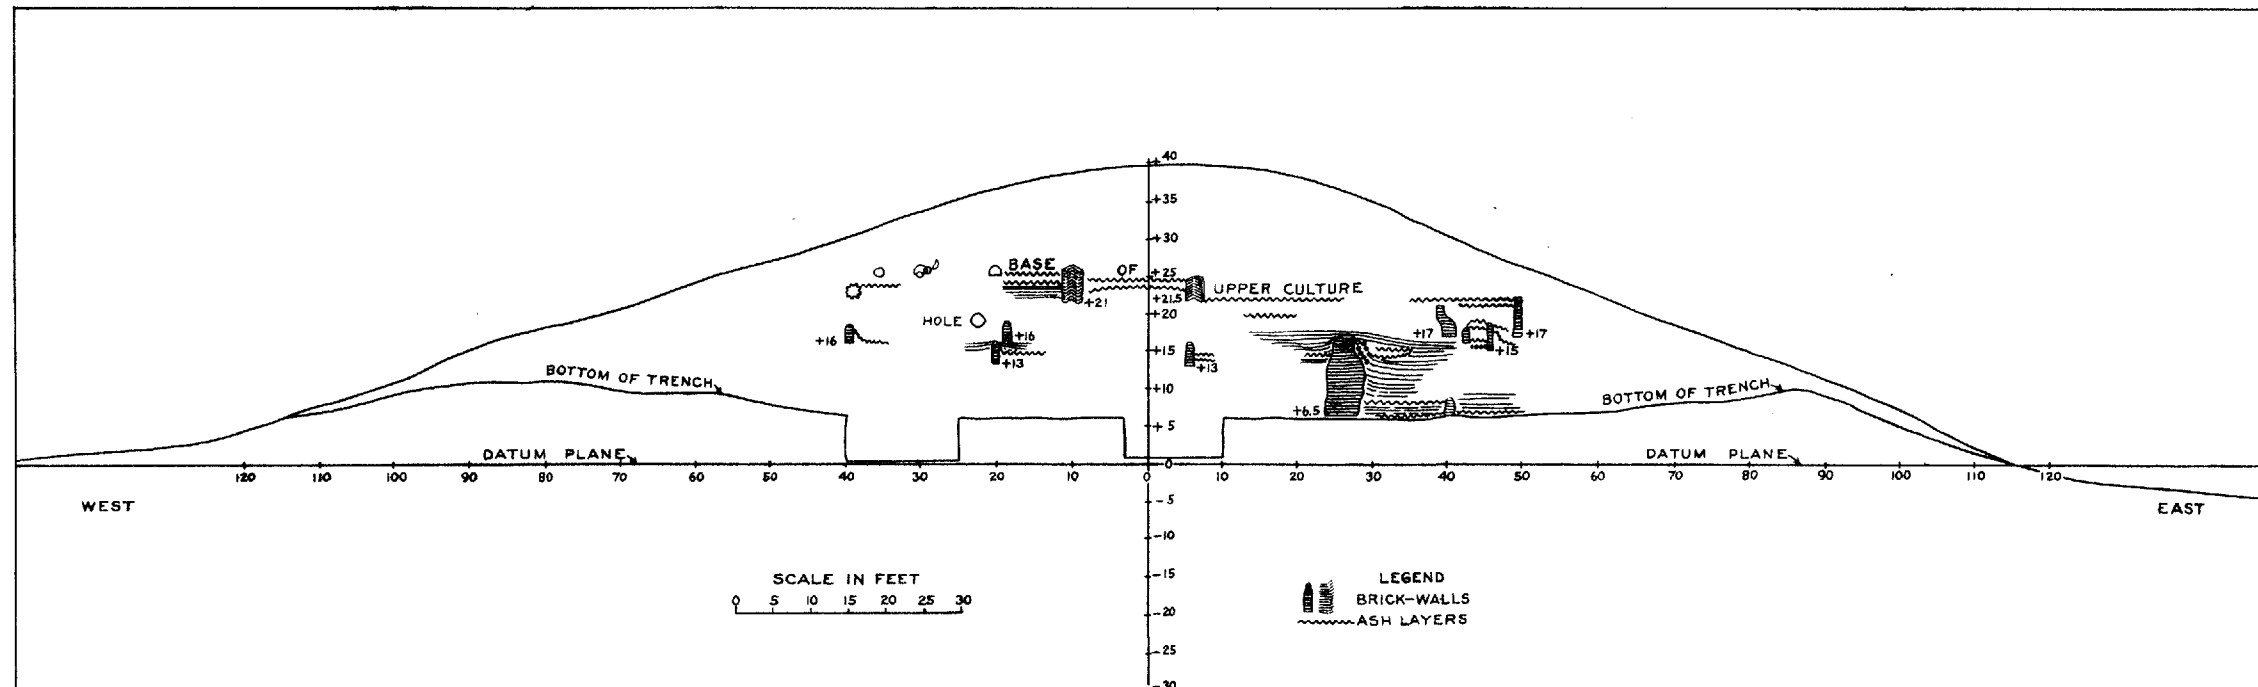 +40
+35
+30
BASE OF +25
+21 +21.5 UPPER CULTURE
HOLE +20
+16 +16 +17 +17
+13 +15 +13 +15
BOTTOM OF TRENCH +10 BOTTOM OF TRENCH
+6.5
+5
DATUM PLANE 0 DATUM PLANE
120 110 100 90 80 70 60 50 40 30 20 10 0 10 20 30 40 50 60 70 80 90 100 110 120
WEST -5 EAST
-10
-15
-20
-25
-30
SCALE IN FEET
0 5 10 15 20 25 30
LEGEND
BRICK-WALLS
ASH LAYERS